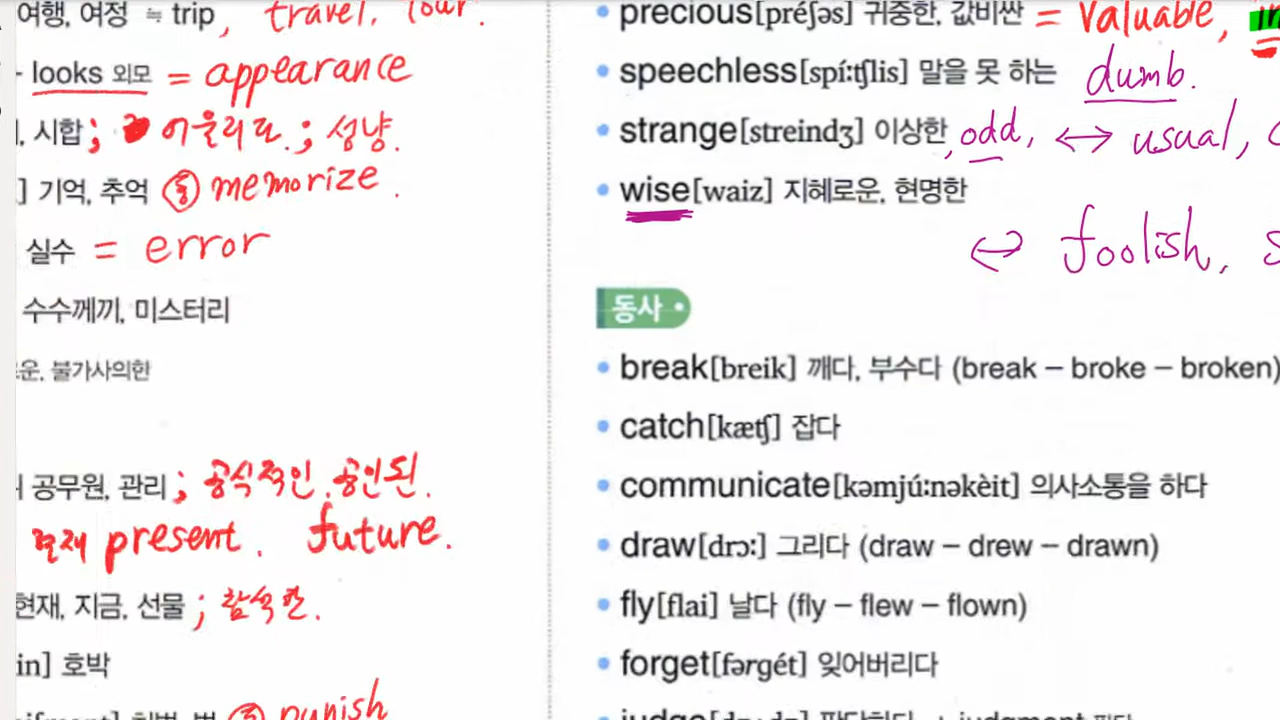 여행, 여정 ≒ trip, travel, tour.
looks 외모 = appearance
시합; 어울리다. ; 성냥.
] 기억, 추억 ㊌ memorize.
실수 = error
수수께끼, 미스터리
운, 불가사의한
공무원, 관리 ; 공식적인. 공인된.
현재 present. future.
현재, 지금, 선물 ; 참석한.
in] 호박
punish
precious[préʃəs] 귀중한, 값비싼 = valuable,
speechless[spíːtʃlis] 말을 못 하는 dumb.
strange[streindʒ] 이상한, odd, ↔ usual,
wise[waiz] 지혜로운, 현명한
↔ foolish, s
동사
break[breik] 깨다, 부수다 (break – broke – broken)
catch[kætʃ] 잡다
communicate[kəmjúːnəkèit] 의사소통을 하다
draw[drɔː] 그리다 (draw – drew – drawn)
fly[flai] 날다 (fly – flew – flown)
forget[fərgét] 잊어버리다
judge